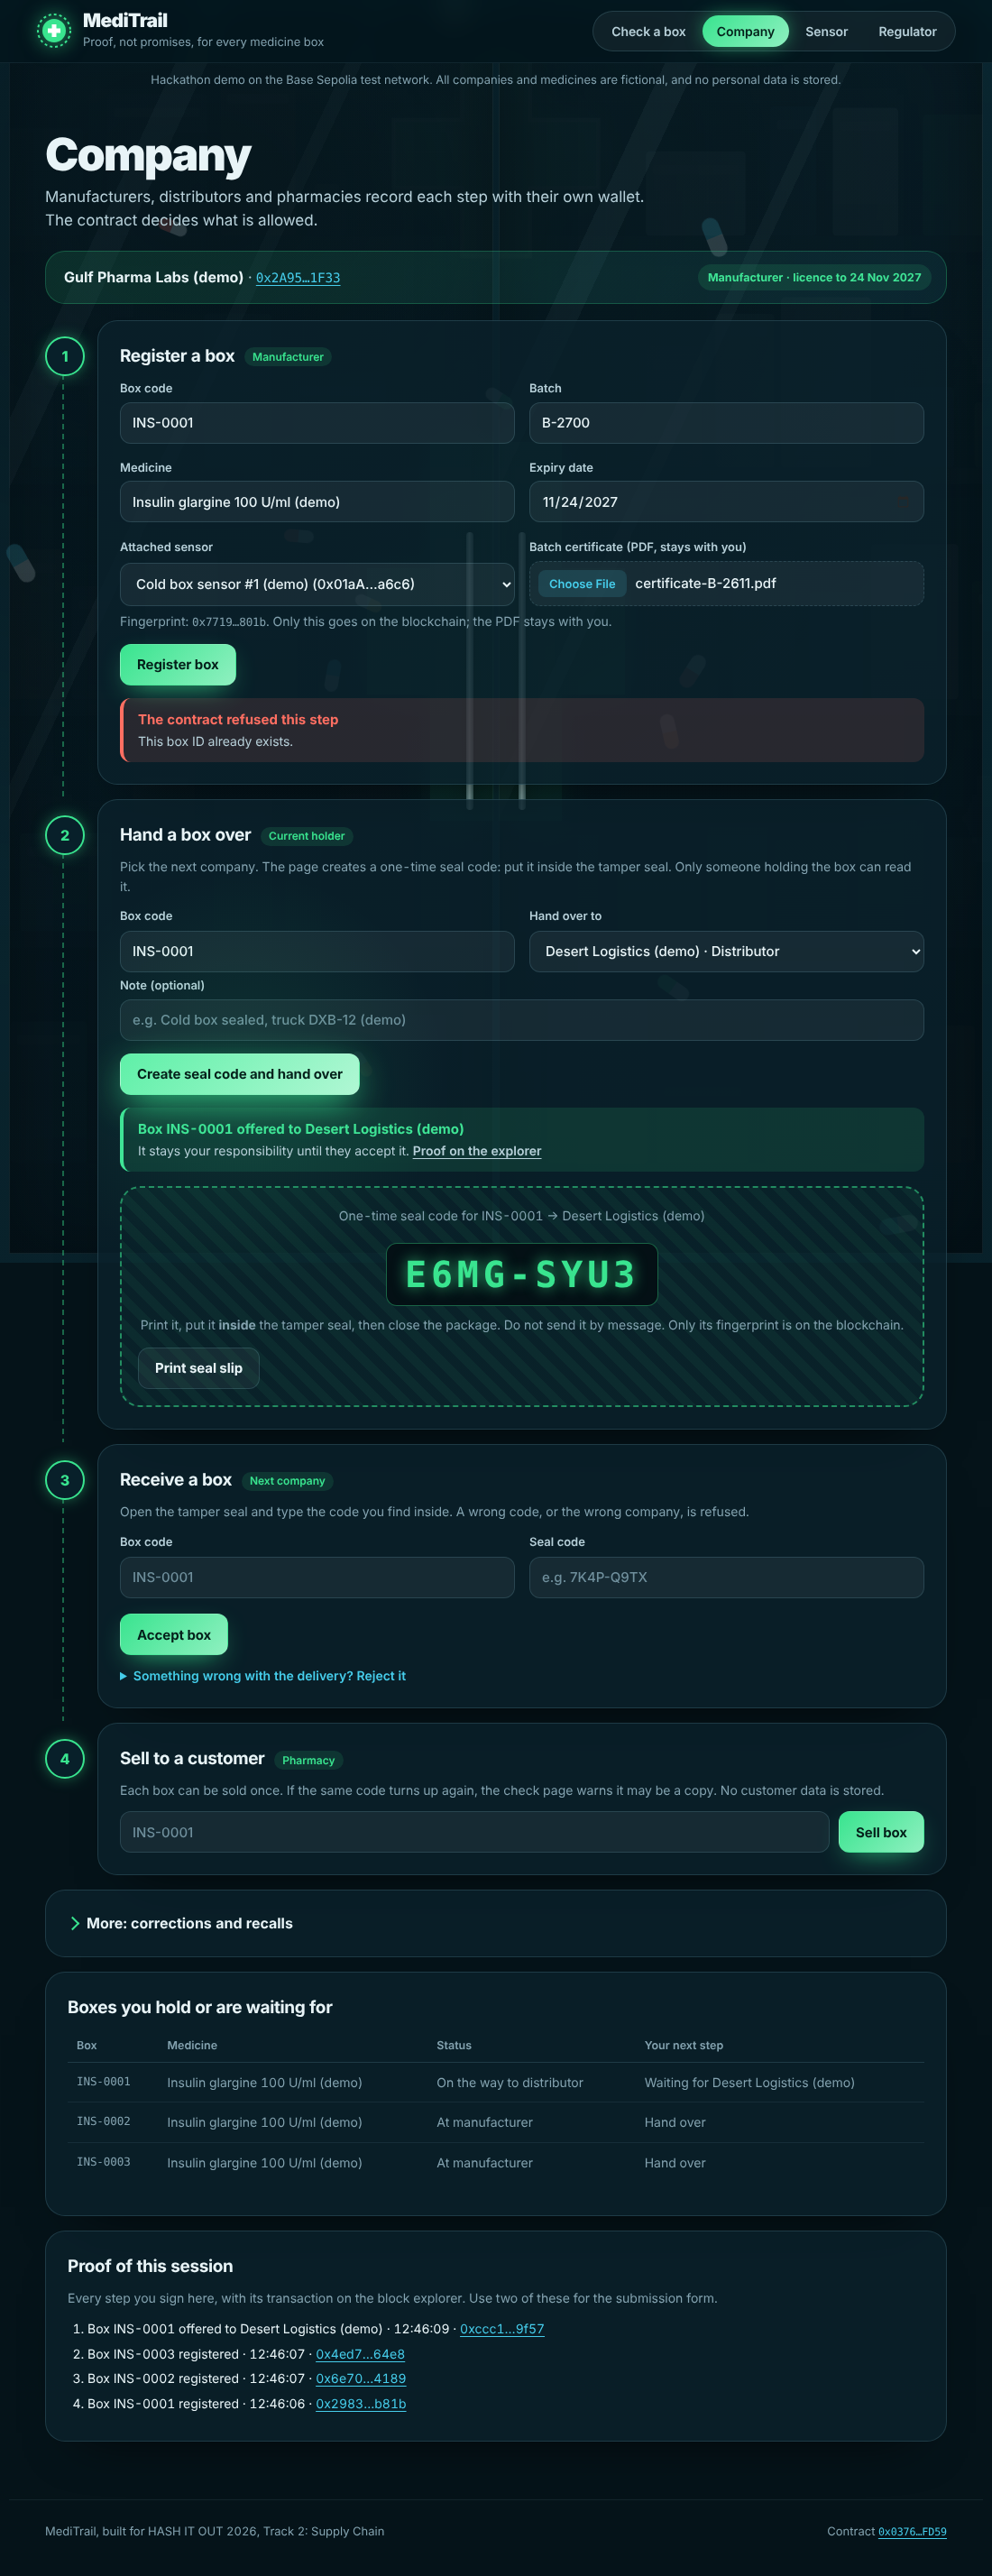 MediTrail
Proof, not promises, for every medicine box
Check a box
Company
Sensor
Regulator
Hackathon demo on the Base Sepolia test network. All companies and medicines are fictional, and no personal data is stored.
Company
Manufacturers, distributors and pharmacies record each step with their own wallet.
The contract decides what is allowed.
Gulf Pharma Labs (demo) · 0x2A95…1F33
Manufacturer · licence to 24 Nov 2027
1
Register a box Manufacturer
Box code
Batch
INS-0001
B-2700
Medicine
Expiry date
Insulin glargine 100 U/ml (demo)
11/24/2027
Attached sensor
Batch certificate (PDF, stays with you)
Cold box sensor #1 (demo) (0x01aA…a6c6)
Choose File certificate-B-2611.pdf
Fingerprint: 0x7719…801b. Only this goes on the blockchain; the PDF stays with you.
Register box
The contract refused this step
This box ID already exists.
2
Hand a box over Current holder
Pick the next company. The page creates a one-time seal code: put it inside the tamper seal. Only someone holding the box can read
it.
Box code
Hand over to
INS-0001
Desert Logistics (demo) · Distributor
Note (optional)
e.g. Cold box sealed, truck DXB-12 (demo)
Create seal code and hand over
Box INS-0001 offered to Desert Logistics (demo)
It stays your responsibility until they accept it. Proof on the explorer
One-time seal code for INS-0001 → Desert Logistics (demo)
E6MG-SYU3
Print it, put it inside the tamper seal, then close the package. Do not send it by message. Only its fingerprint is on the blockchain.
Print seal slip
3
Receive a box Next company
Open the tamper seal and type the code you find inside. A wrong code, or the wrong company, is refused.
Box code
Seal code
INS-0001
e.g. 7K4P-Q9TX
Accept box
Something wrong with the delivery? Reject it
4
Sell to a customer Pharmacy
Each box can be sold once. If the same code turns up again, the check page warns it may be a copy. No customer data is stored.
INS-0001
Sell box
More: corrections and recalls
Boxes you hold or are waiting for
Box Medicine Status Your next step
INS-0001 Insulin glargine 100 U/ml (demo) On the way to distributor Waiting for Desert Logistics (demo)
INS-0002 Insulin glargine 100 U/ml (demo) At manufacturer Hand over
INS-0003 Insulin glargine 100 U/ml (demo) At manufacturer Hand over
Proof of this session
Every step you sign here, with its transaction on the block explorer. Use two of these for the submission form.
1. Box INS-0001 offered to Desert Logistics (demo) · 12:46:09 · 0xccc1…9f57
2. Box INS-0003 registered · 12:46:07 · 0x4ed7…64e8
3. Box INS-0002 registered · 12:46:07 · 0x6e70…4189
4. Box INS-0001 registered · 12:46:06 · 0x2983…b81b
MediTrail, built for HASH IT OUT 2026, Track 2: Supply Chain
Contract 0x0376…FD59